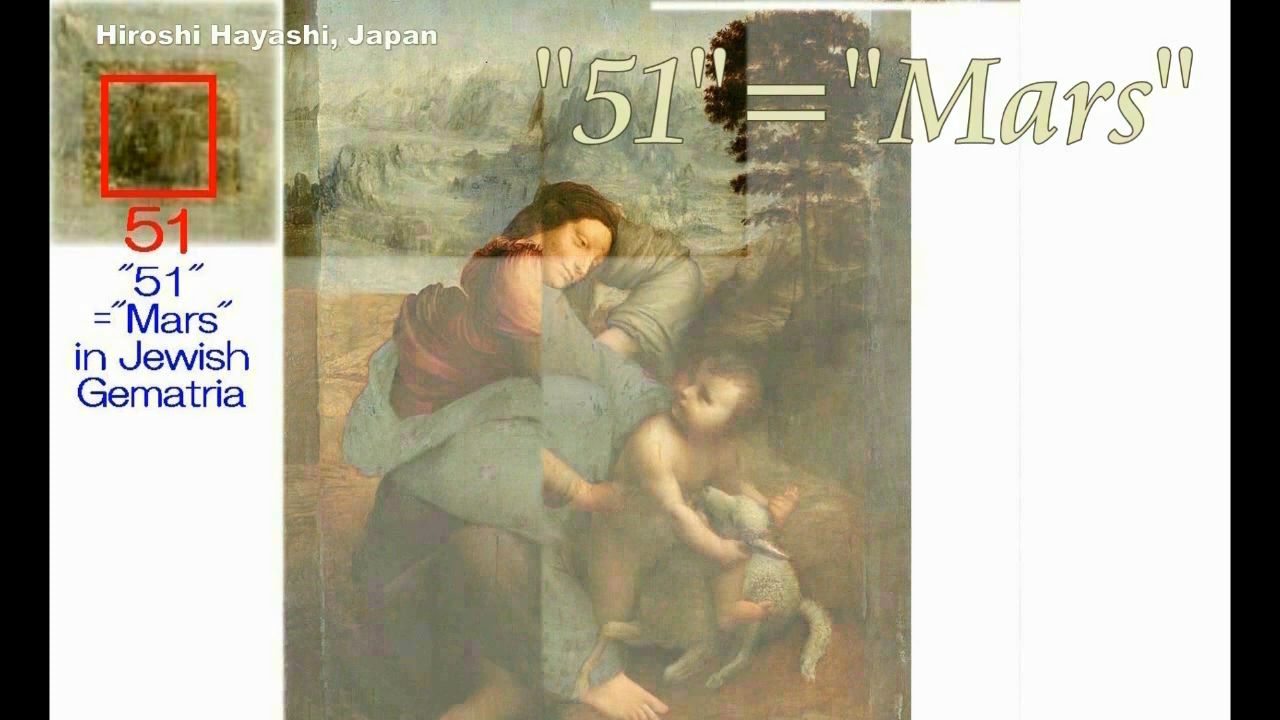 Hiroshi Hayashi, Japan
"51" = "Mars"
51
"51"
="Mars"
in Jewish
Gematria